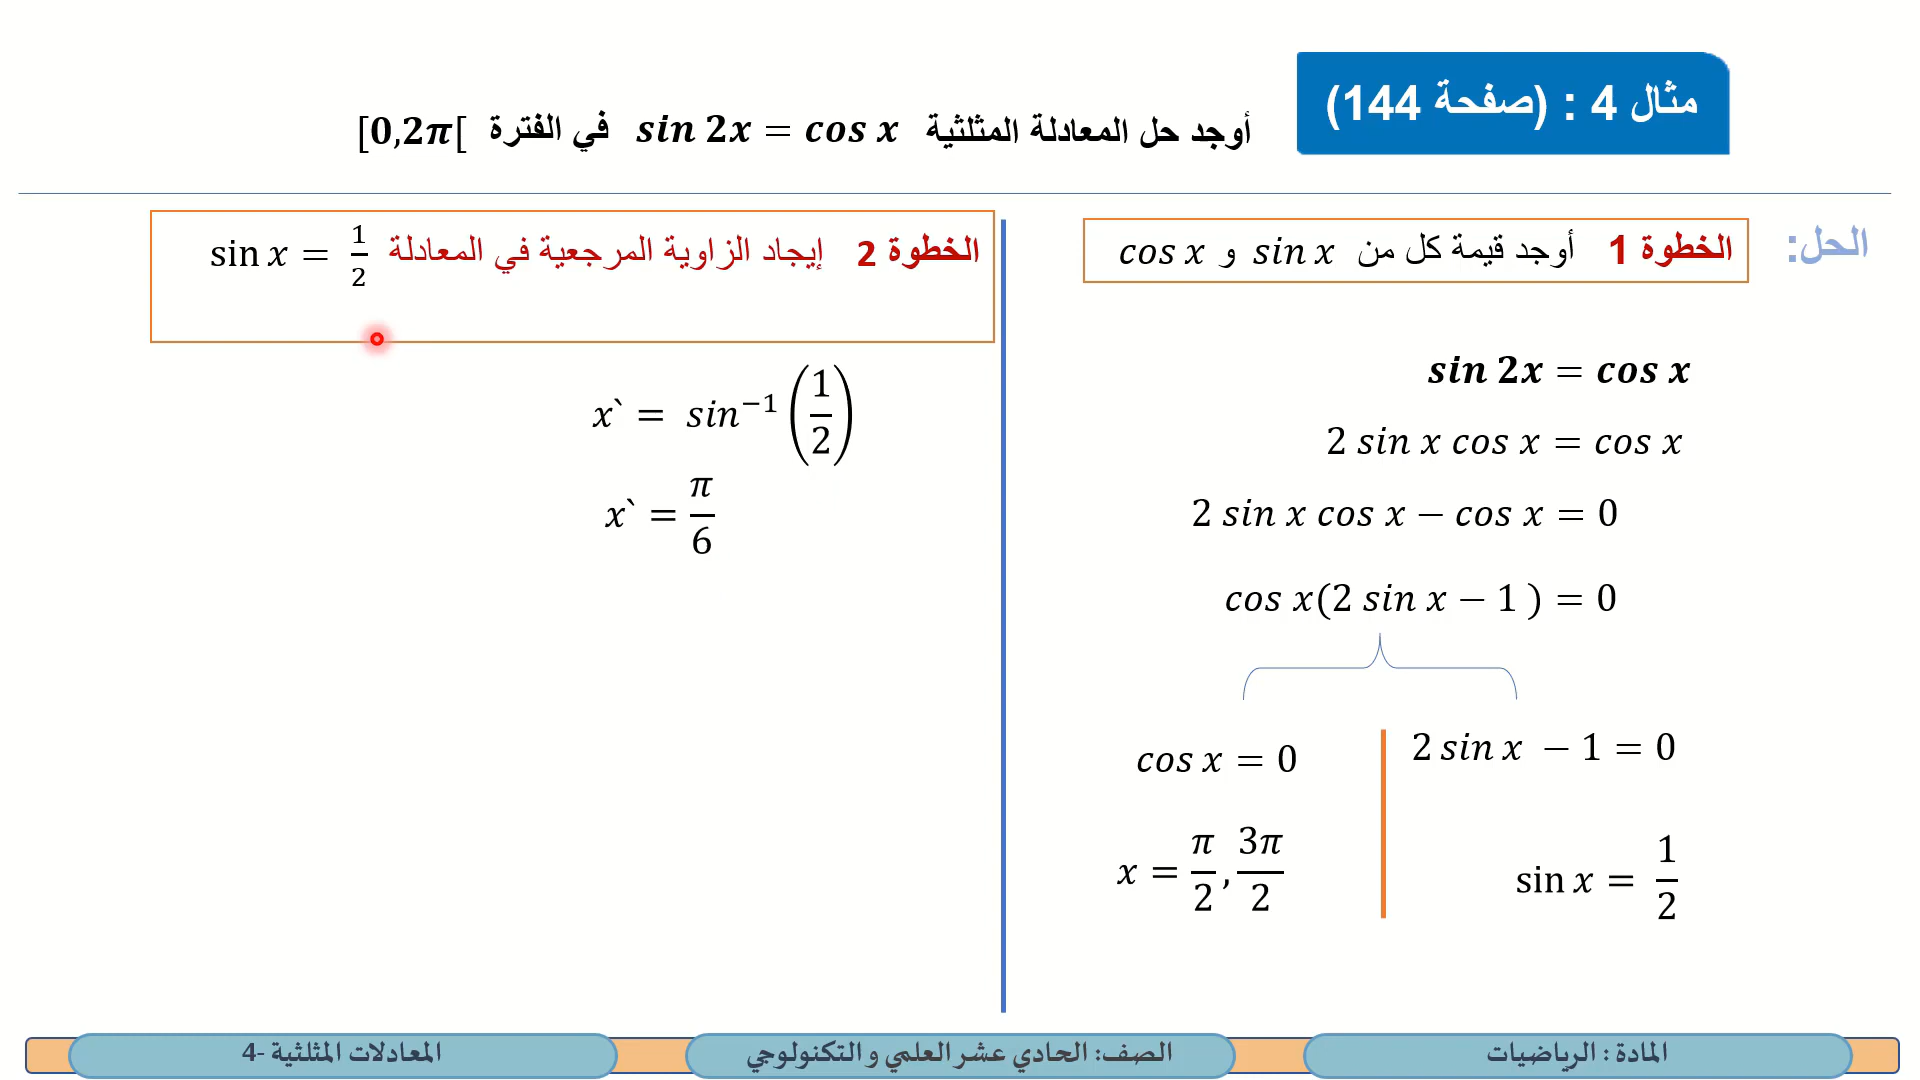 مثال 4 : (صفحة 144)
أوجد حل المعادلة المثلثية sin 2x = cos x في الفترة [0,2π[
الحل:
الخطوة 1 أوجد قيمة كل من sin x و cos x
sin 2x = cos x
2 sin x cos x = cos x
2 sin x cos x − cos x = 0
cos x(2 sin x − 1 ) = 0
2 sin x − 1 = 0
sin x = 1/2
cos x = 0
x = π/2 , 3π/2
الخطوة 2 إيجاد الزاوية المرجعية في المعادلة sin x = 1/2
x` = sin⁻¹(1/2)
x` = π/6
المادة : الرياضيات
الصف: الحادي عشر العلمي و التكنولوجي
المعادلات المثلثية -4